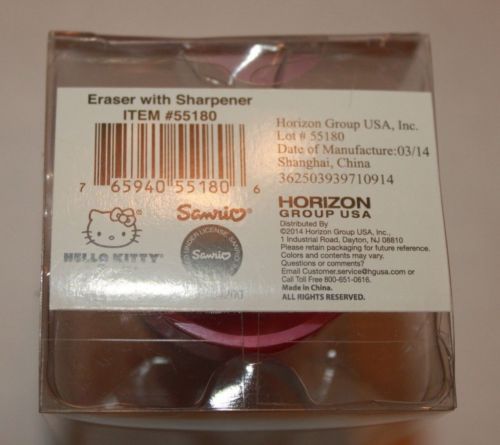 Eraser with Sharpener
ITEM #55180
7 65940 55180 6
Sanrio
HELLO KITTY
UNDER LICENSE SANRIO
Sanrio
Horizon Group USA, Inc.
Lot # 55180
Date of Manufacture:03/14
Shanghai, China
362503939710914
HORIZON
GROUP USA
Distributed By
©2014 Horizon Group USA, Inc.,
1 Industrial Road, Dayton, NJ 08810
Please retain packaging for future reference.
Colors and contents may vary.
Questions or comments?
Email Customer.service@hgusa.com or
Call Toll Free 800-651-0616.
Made in China.
ALL RIGHTS RESERVED.